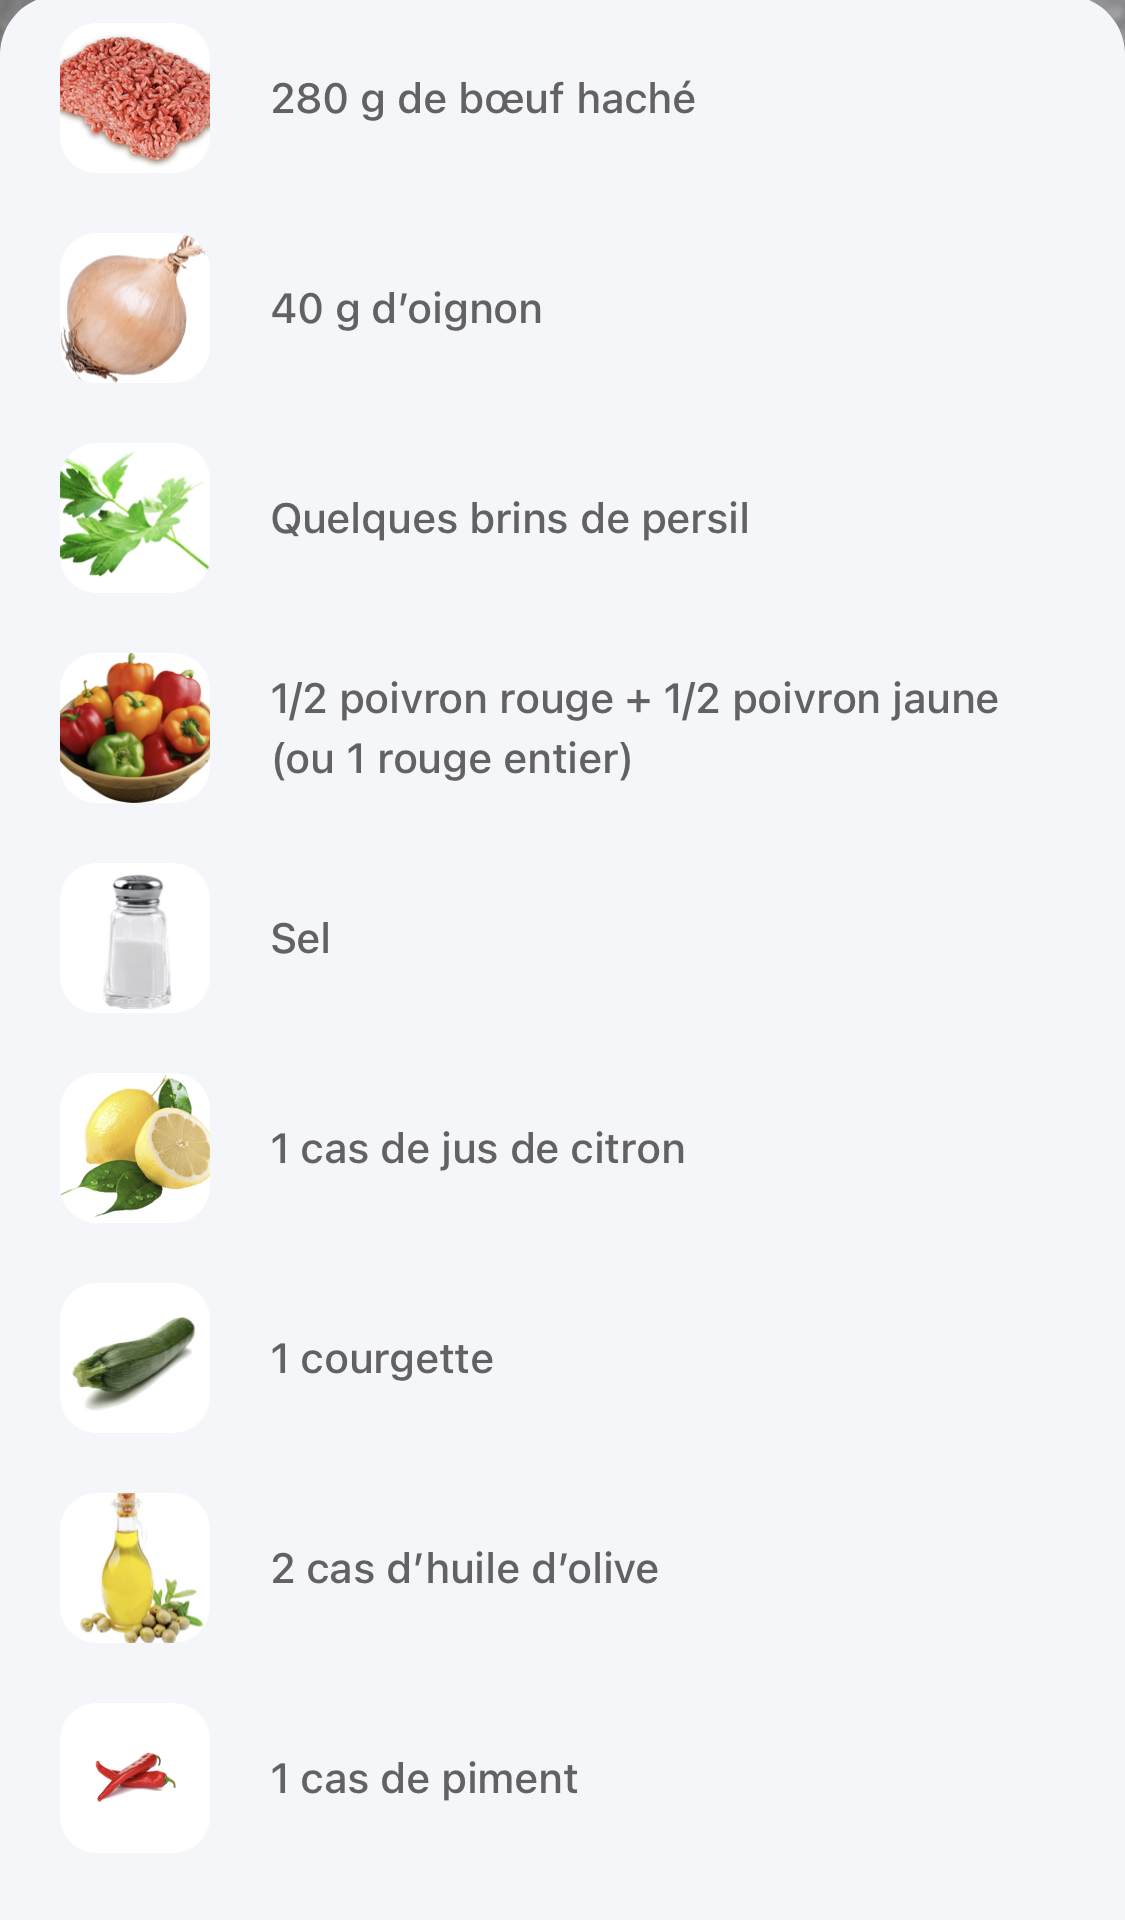 280 g de bœuf haché
40 g d’oignon
Quelques brins de persil
1/2 poivron rouge + 1/2 poivron jaune
(ou 1 rouge entier)
Sel
1 cas de jus de citron
1 courgette
2 cas d’huile d’olive
1 cas de piment